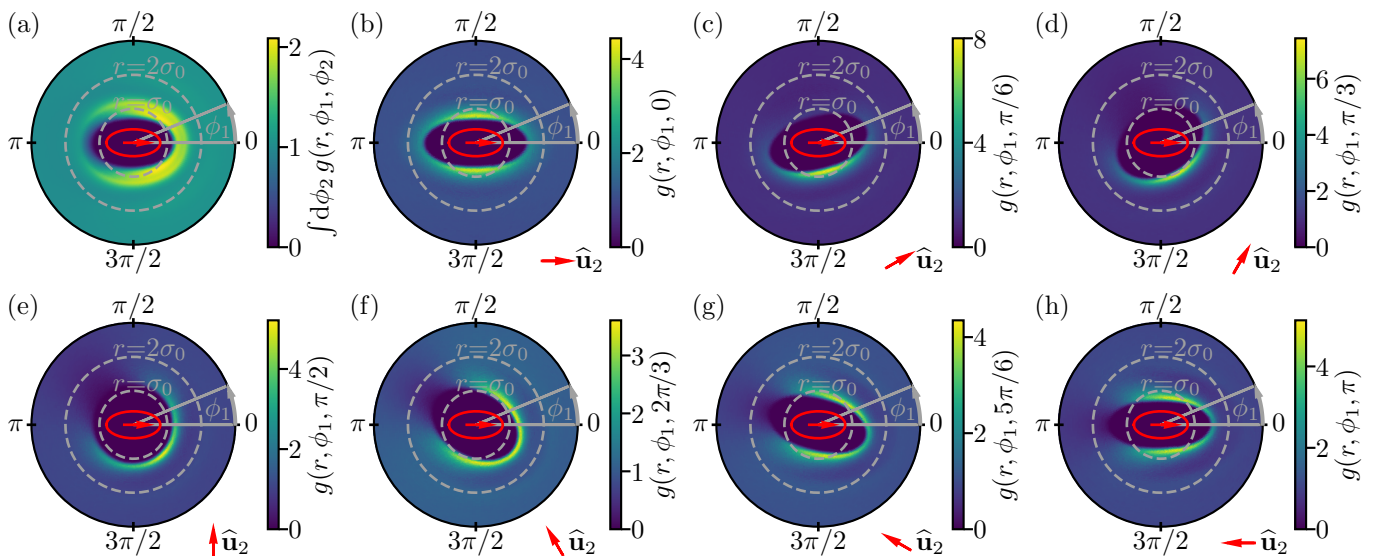 (a)
π/2
r=2σ₀
r=σ₀
ϕ₁
π
0
3π/2
2
1
0
∫dϕ₂ g(r, ϕ₁, ϕ₂)
(b)
π/2
r=2σ₀
r=σ₀
ϕ₁
π
0
3π/2
4
2
0
g(r, ϕ₁, 0)
û₂
(c)
π/2
r=2σ₀
r=σ₀
ϕ₁
π
0
3π/2
8
4
0
g(r, ϕ₁, π/6)
û₂
(d)
π/2
r=2σ₀
r=σ₀
ϕ₁
π
0
3π/2
6
4
2
0
g(r, ϕ₁, π/3)
û₂
(e)
π/2
r=2σ₀
r=σ₀
ϕ₁
π
0
3π/2
4
2
0
g(r, ϕ₁, π/2)
û₂
(f)
π/2
r=2σ₀
r=σ₀
ϕ₁
π
0
3π/2
3
2
1
0
g(r, ϕ₁, 2π/3)
û₂
(g)
π/2
r=2σ₀
r=σ₀
ϕ₁
π
0
3π/2
4
2
0
g(r, ϕ₁, 5π/6)
û₂
(h)
π/2
r=2σ₀
r=σ₀
ϕ₁
π
0
3π/2
4
2
0
g(r, ϕ₁, π)
û₂